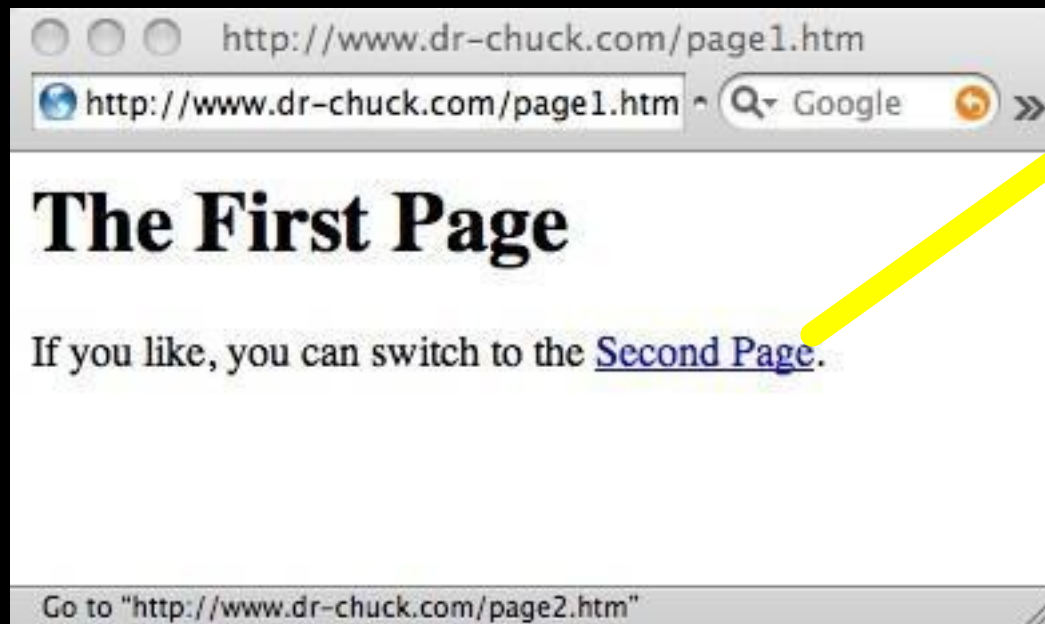 http://www.dr-chuck.com/page1.htm
http://www.dr-chuck.com/page1.htm Google
The First Page
If you like, you can switch to the Second Page.
Go to "http://www.dr-chuck.com/page2.htm"